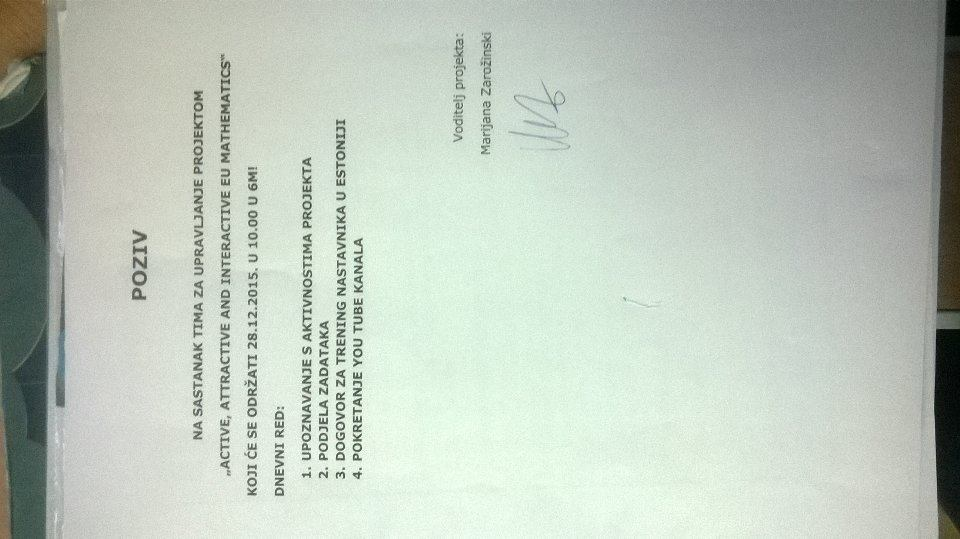 POZIV
NA SASTANAK TIMA ZA UPRAVLJANJE PROJEKTOM
„ACTIVE, ATTRACTIVE AND INTERACTIVE EU MATHEMATICS"
KOJI ĆE SE ODRŽATI 28.12.2015. U 10.00 U 6M!
DNEVNI RED:
1. UPOZNAVANJE S AKTIVNOSTIMA PROJEKTA
2. PODJELA ZADATAKA
3. DOGOVOR ZA TRENING NASTAVNIKA U ESTONIJI
4. POKRETANJE YOU TUBE KANALA
Voditelj projekta:
Marijana Zarožinski